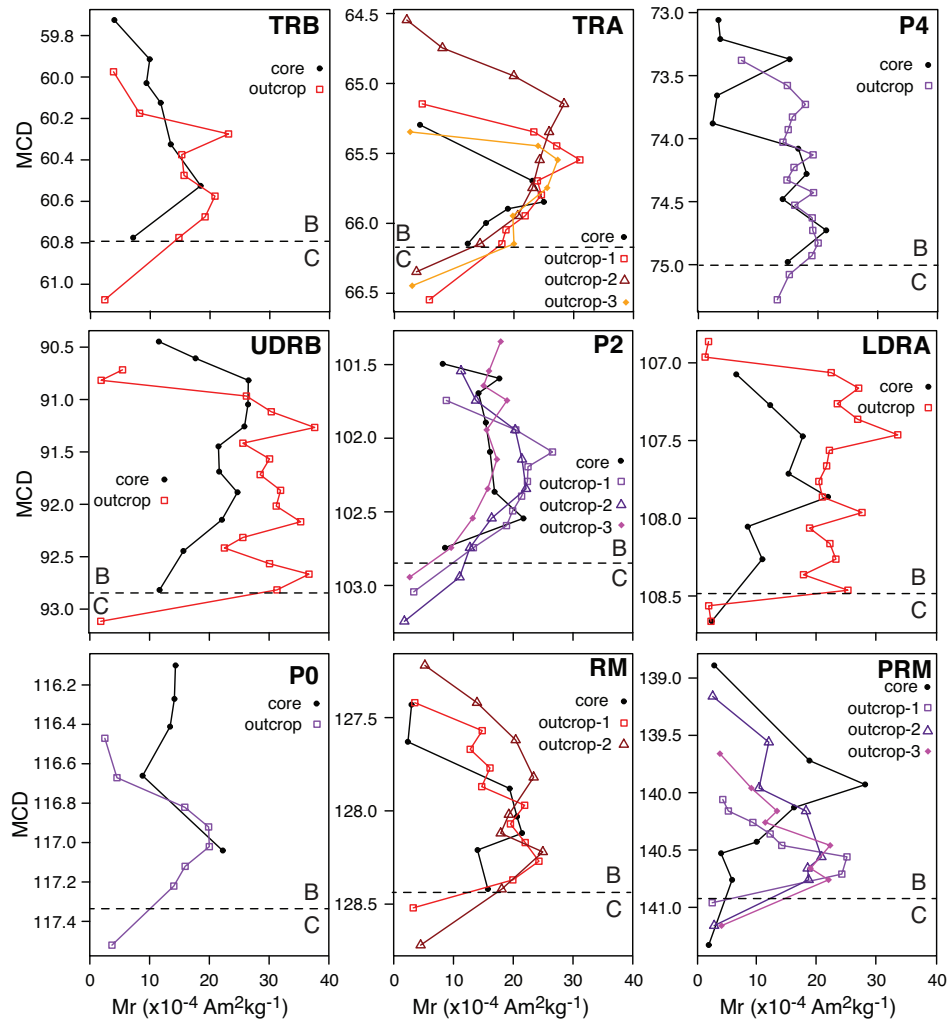 TRB
TRA
P4
59.8
60.0
60.2
60.4
60.6
60.8
61.0
MCD
core
outcrop
B
C
64.5
65.0
65.5
66.0
66.5
B
C
core
outcrop-1
outcrop-2
outcrop-3
73.0
73.5
74.0
74.5
75.0
core
outcrop
B
C
UDRB
P2
LDRA
90.5
91.0
91.5
92.0
92.5
93.0
MCD
core
outcrop
B
C
101.5
102.0
102.5
103.0
core
outcrop-1
outcrop-2
outcrop-3
B
C
107.0
107.5
108.0
108.5
core
outcrop
B
C
P0
RM
PRM
116.2
116.4
116.6
116.8
117.0
117.2
117.4
MCD
core
outcrop
B
C
127.5
128.0
128.5
core
outcrop-1
outcrop-2
B
C
139.0
139.5
140.0
140.5
141.0
core
outcrop-1
outcrop-2
outcrop-3
B
C
0 10 20 30 40
0 10 20 30 40
0 10 20 30 40
Mr (x10⁻⁴ Am²kg⁻¹)
Mr (x10⁻⁴ Am²kg⁻¹)
Mr (x10⁻⁴ Am²kg⁻¹)